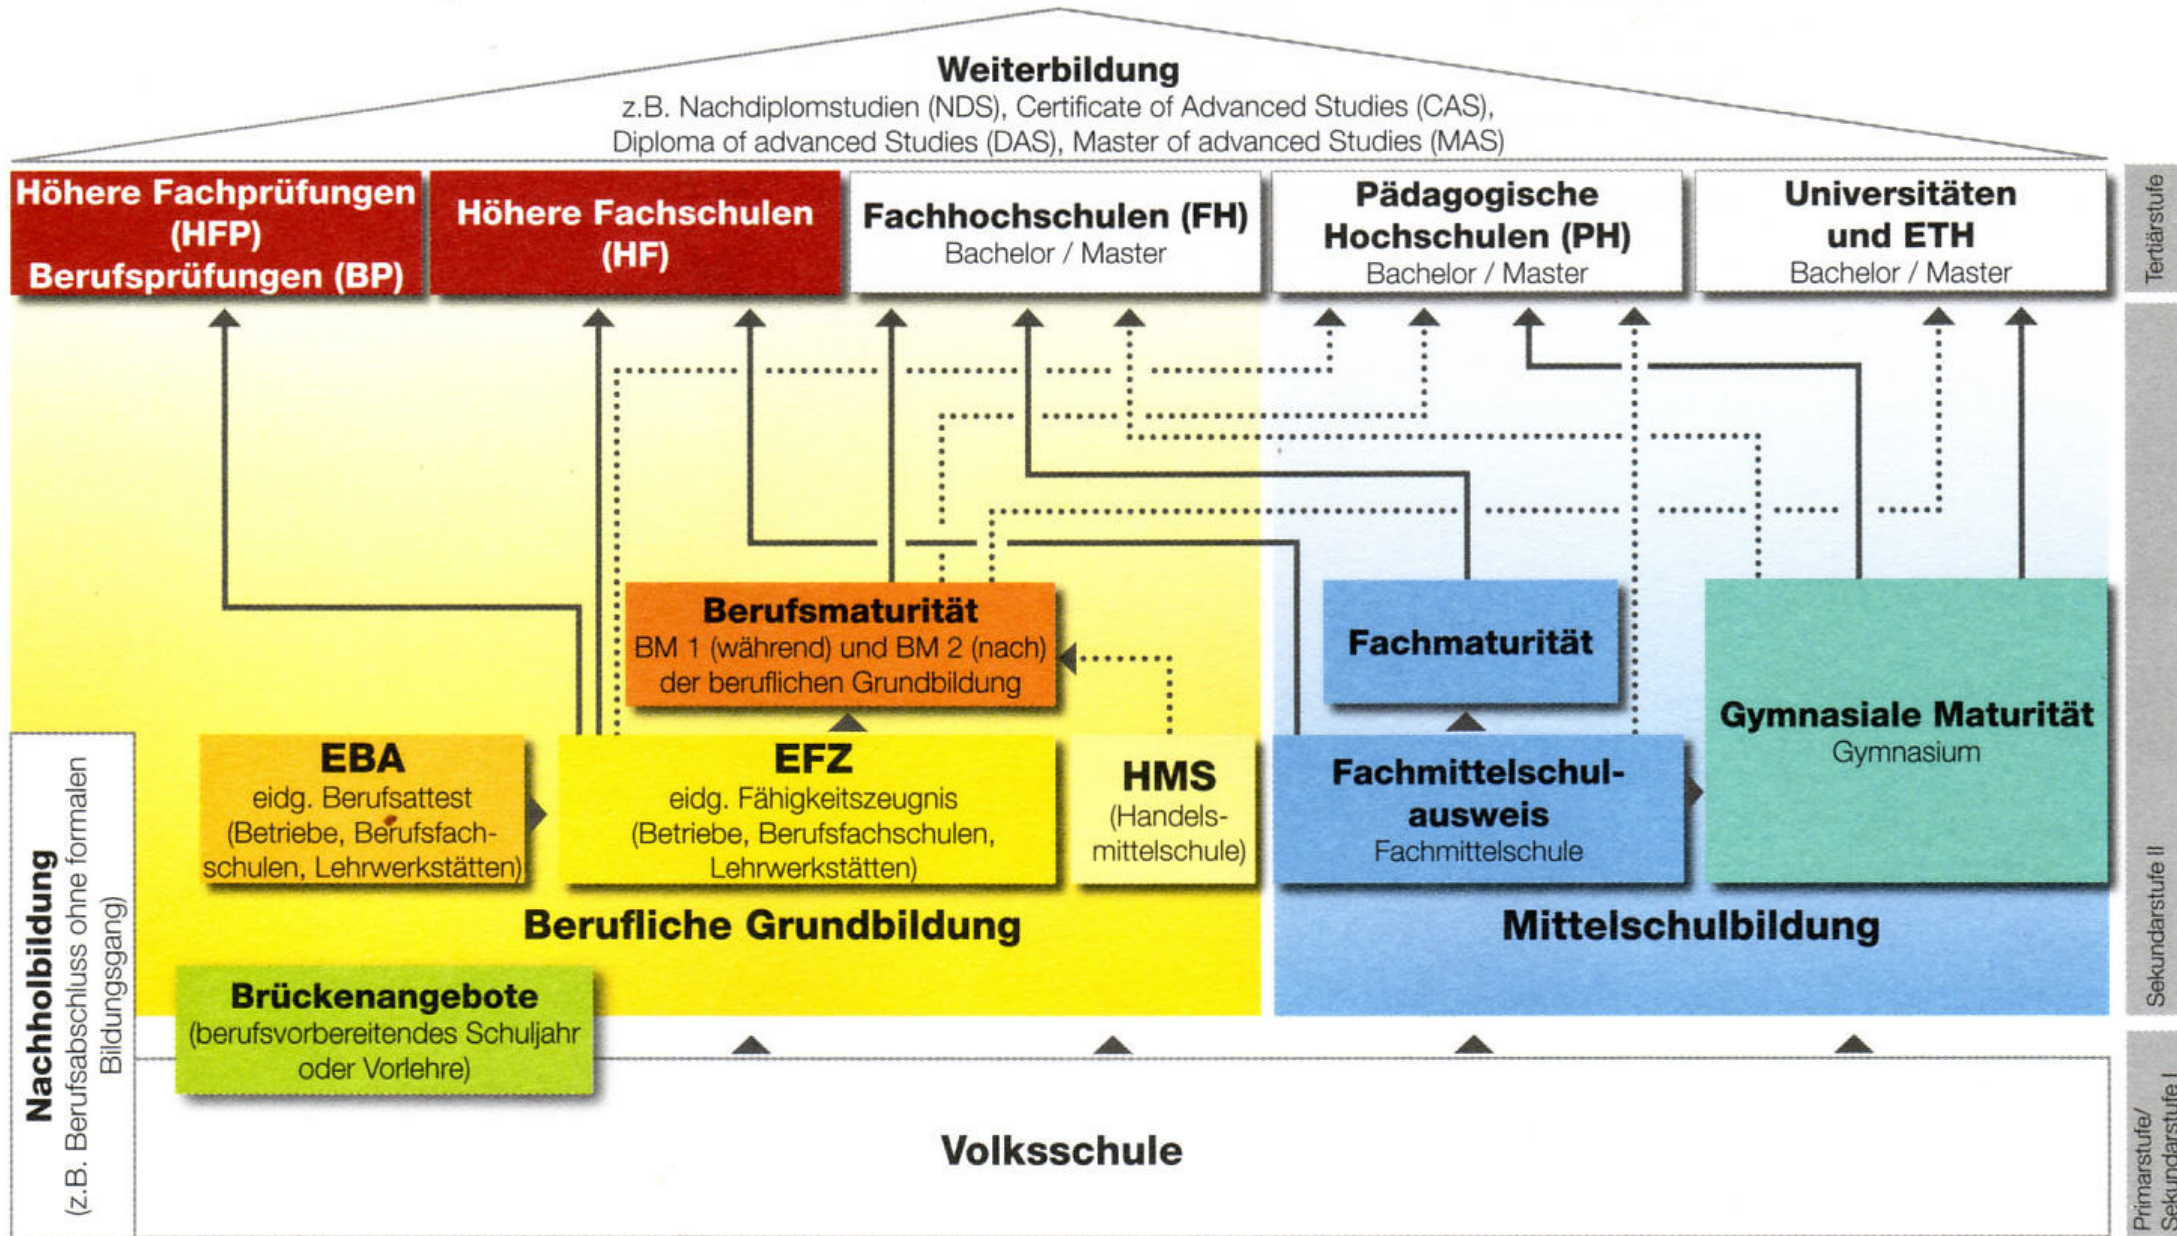 Weiterbildung
z.B. Nachdiplomstudien (NDS), Certificate of Advanced Studies (CAS),
Diploma of advanced Studies (DAS), Master of advanced Studies (MAS)
Höhere Fachprüfungen
(HFP)
Berufsprüfungen (BP)
Höhere Fachschulen
(HF)
Fachhochschulen (FH)
Bachelor / Master
Pädagogische
Hochschulen (PH)
Bachelor / Master
Universitäten
und ETH
Bachelor / Master
Tertiärstufe
Berufsmaturität
BM 1 (während) und BM 2 (nach)
der beruflichen Grundbildung
Fachmaturität
Gymnasiale Maturität
Gymnasium
EBA
eidg. Berufsattest
(Betriebe, Berufsfach-
schulen, Lehrwerkstätten)
EFZ
eidg. Fähigkeitszeugnis
(Betriebe, Berufsfachschulen,
Lehrwerkstätten)
HMS
(Handels-
mittelschule)
Fachmittelschul-
ausweis
Fachmittelschule
Sekundarstufe II
Berufliche Grundbildung
Mittelschulbildung
Nachholbildung
(z.B. Berufsabschluss ohne formalen
Bildungsgang)
Brückenangebote
(berufsvorbereitendes Schuljahr
oder Vorlehre)
Volksschule
Primarstufe/
Sekundarstufe I